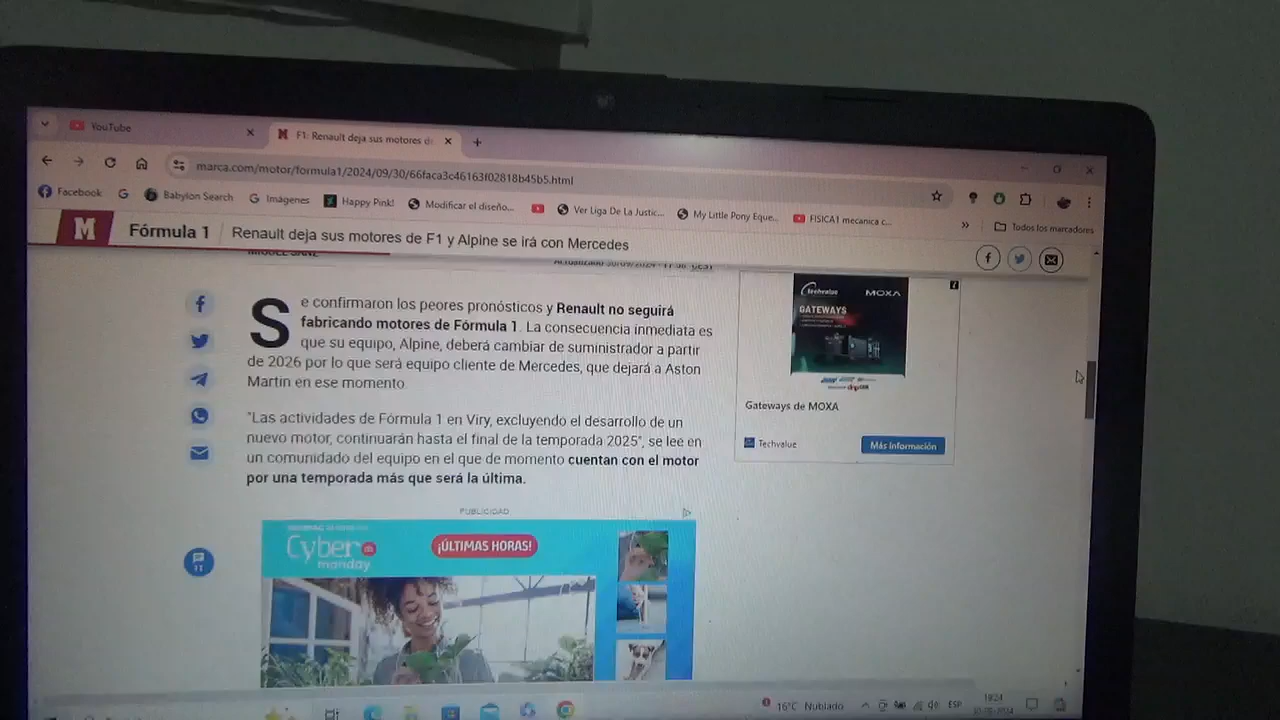 YouTube
F1: Renault deja sus motores de
marca.com/motor/formula1/2024/09/30/66faca3c46163f02818b45b5.html
Facebook
G
Babylon Search
Imágenes
Happy Pink!
Modificar el diseño...
Ver Liga De La Justic...
My Little Pony Eque...
FISICA1 mecanica c...
Todos los marcadores
M
Fórmula 1
Renault deja sus motores de F1 y Alpine se irá con Mercedes
Se confirmaron los peores pronósticos y Renault no seguirá
fabricando motores de Fórmula 1. La consecuencia inmediata es
que su equipo, Alpine, deberá cambiar de suministrador a partir
de 2026 por lo que será equipo cliente de Mercedes, que dejará a Aston
Martin en ese momento.
"Las actividades de Fórmula 1 en Viry, excluyendo el desarrollo de un
nuevo motor, continuarán hasta el final de la temporada 2025", se lee en
un comunidado del equipo en el que de momento cuentan con el motor
por una temporada más que será la última.
techvalue
MOXA
GATEWAYS
Gateways de MOXA
Techvalue
Más información
PUBLICIDAD
Cyber
monday
¡ÚLTIMAS HORAS!
11
16°C Nublado
ESP